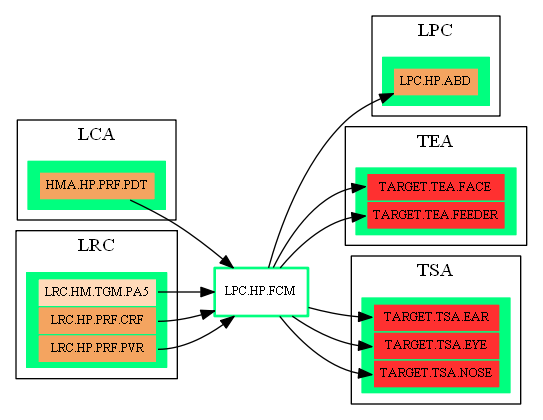 LCA
HMA.HP.PRF.PDT
LRC
LRC.HM.TGM.PA5
LRC.HP.PRF.CRF
LRC.HP.PRF.PVR
LPC.HP.FCM
LPC
LPC.HP.ABD
TEA
TARGET.TEA.FACE
TARGET.TEA.FEEDER
TSA
TARGET.TSA.EAR
TARGET.TSA.EYE
TARGET.TSA.NOSE